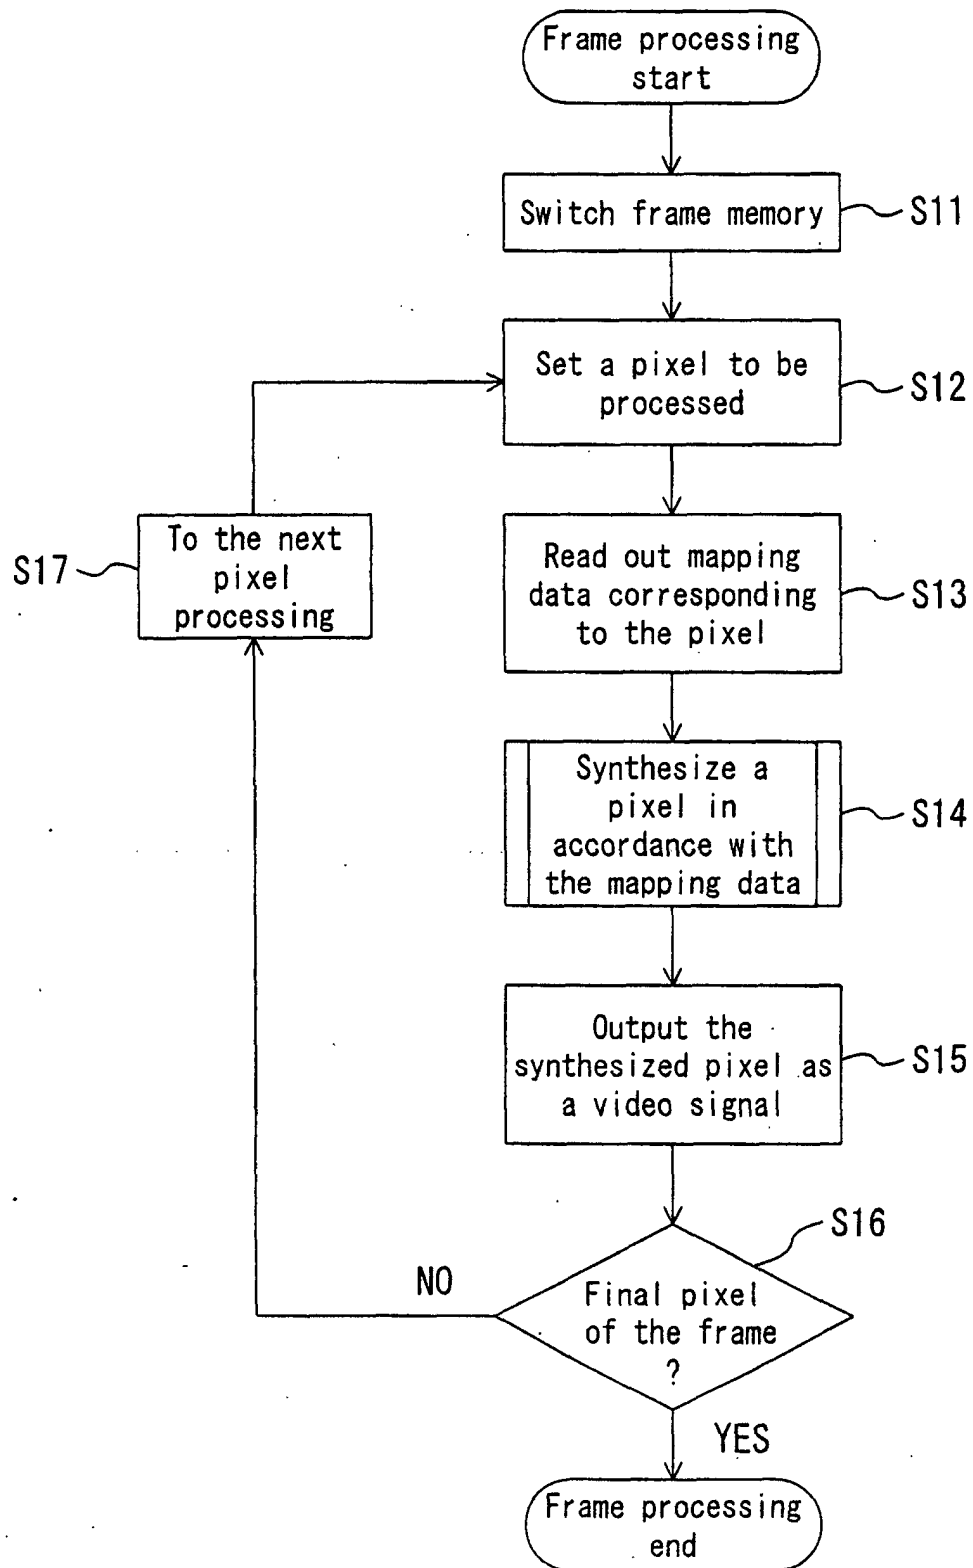 Frame processing
start
Switch frame memory
S11
Set a pixel to be
processed
S12
To the next
pixel
processing
S17
Read out mapping
data corresponding
to the pixel
S13
Synthesize a
pixel in
accordance with
the mapping data
S14
Output the
synthesized pixel as
a video signal
S15
S16
NO
Final pixel
of the frame
?
YES
Frame processing
end